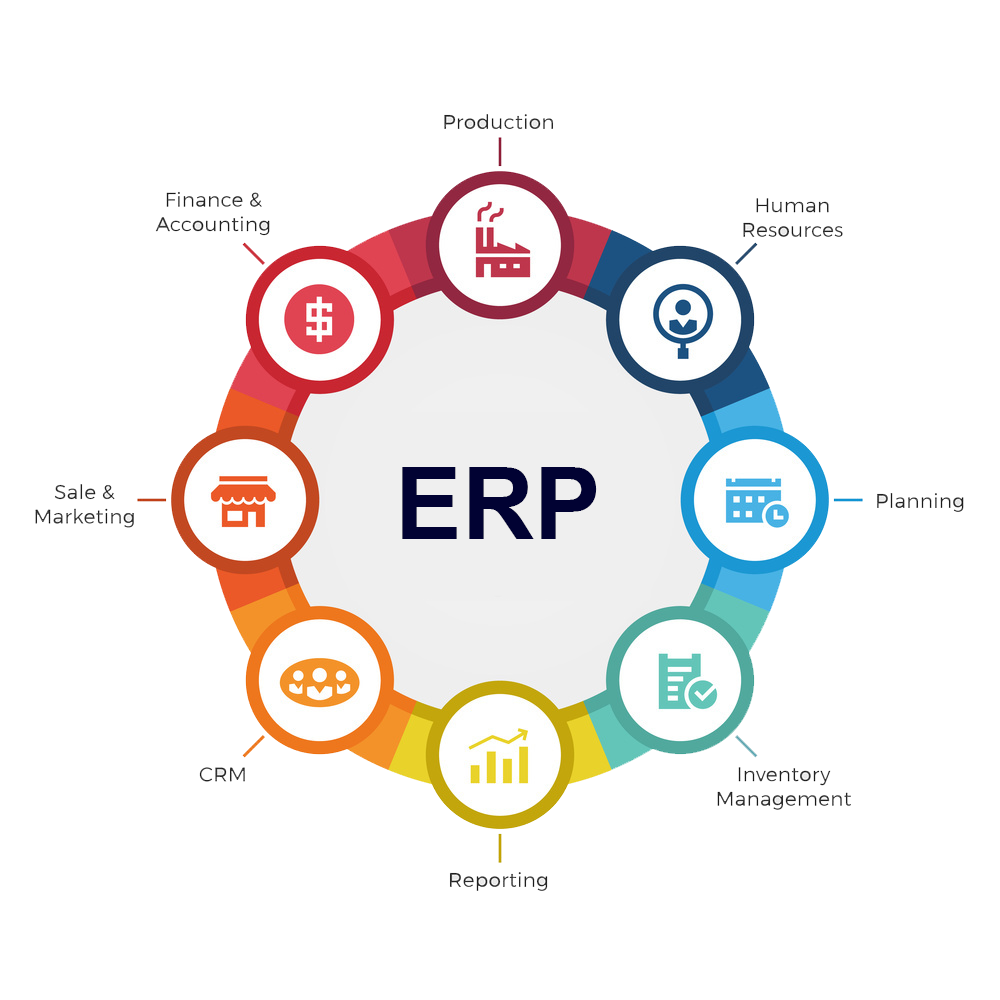 Production
Finance &
Accounting
Human
Resources
ERP
Sale &
Marketing
Planning
CRM
Inventory
Management
Reporting